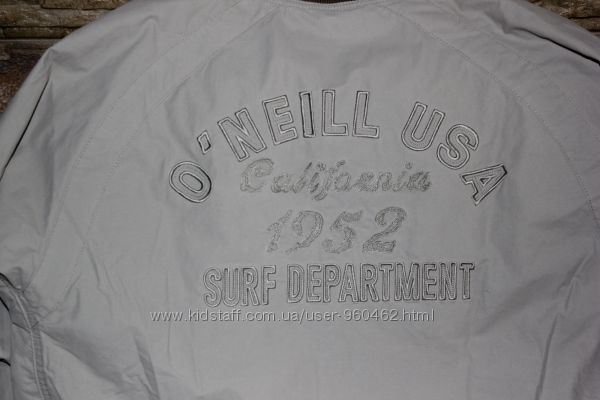 O'NEILL USA
California
1952
SURF DEPARTMENT
www.kidstaff.com.ua/user-960462.html